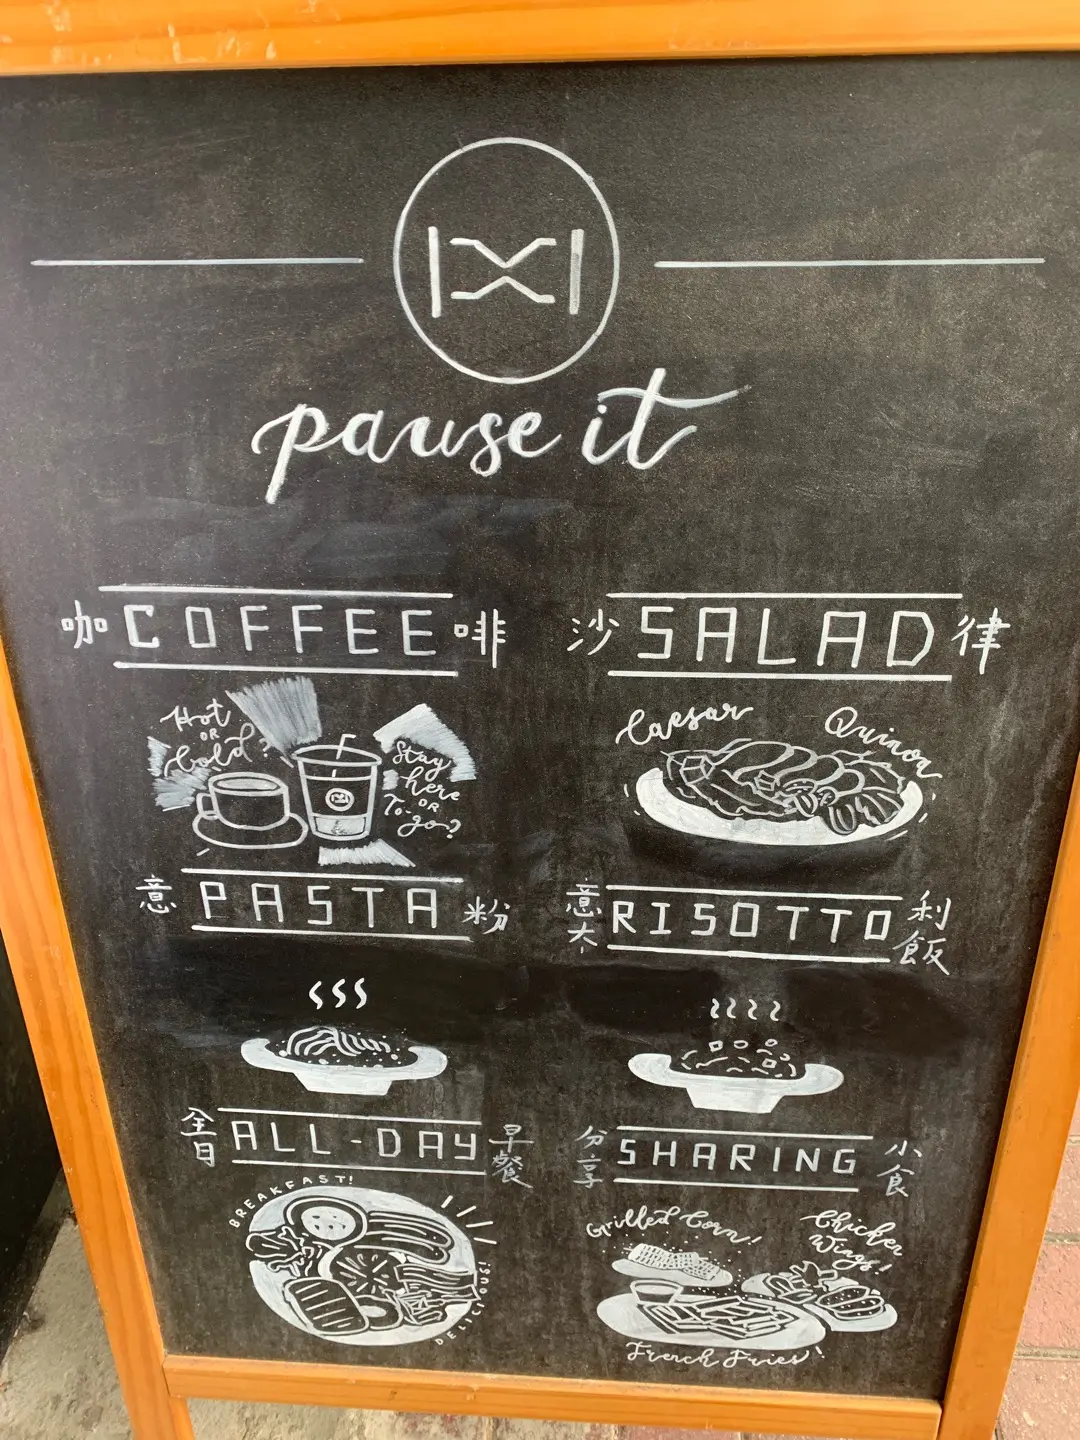 pause it
咖 COFFEE 啡
Hot
OR
Cold?
Stay
here
OR
To-go?
沙 SALAD 律
Caesar
Quinoa
意 PASTA 粉
意大 RISOTTO 利飯
全日 ALL-DAY 早餐
BREAKFAST!
DELICIOUS!
分享 SHARING 小食
Grilled Corn!
Chicken
Wings!
French Fries!